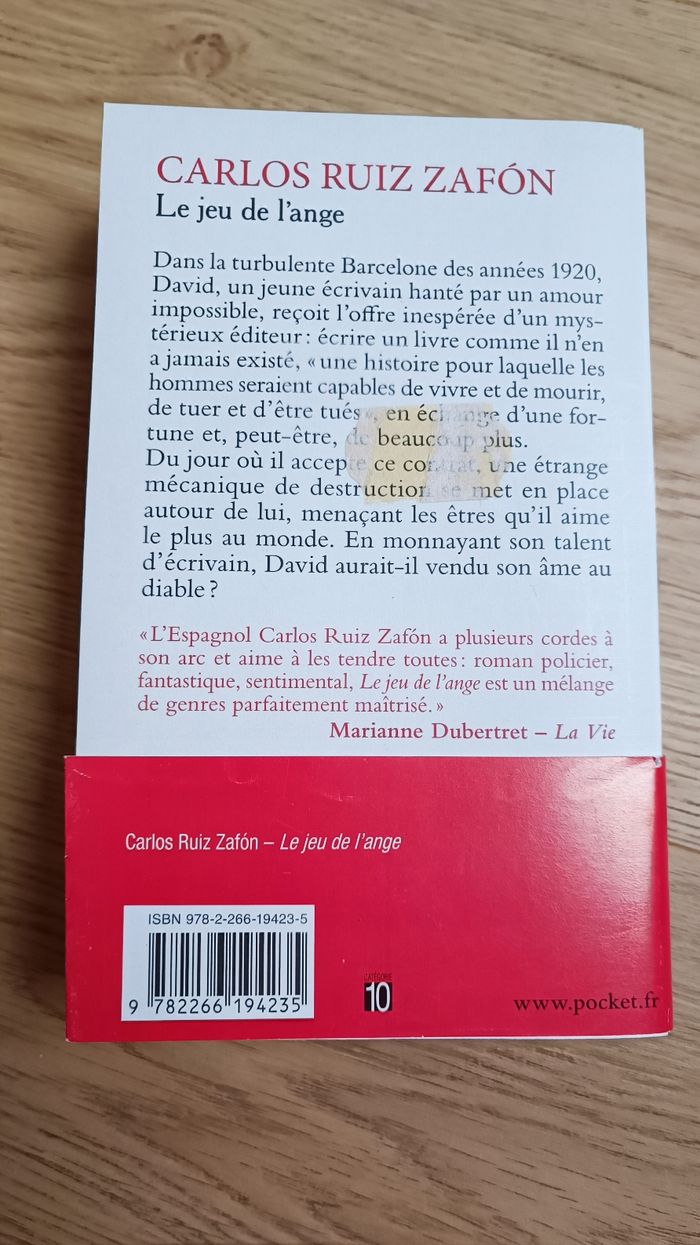 CARLOS RUIZ ZAFÓN
Le jeu de l'ange
Dans la turbulente Barcelone des années 1920,
David, un jeune écrivain hanté par un amour
impossible, reçoit l'offre inespérée d'un mys-
térieux éditeur : écrire un livre comme il n'en
a jamais existé, « une histoire pour laquelle les
hommes seraient capables de vivre et de mourir,
de tuer et d'être tués », en échange d'une for-
tune et, peut-être, de beaucoup plus.
Du jour où il accepte ce contrat, une étrange
mécanique de destruction se met en place
autour de lui, menaçant les êtres qu'il aime
le plus au monde. En monnayant son talent
d'écrivain, David aurait-il vendu son âme au
diable ?
« L'Espagnol Carlos Ruiz Zafón a plusieurs cordes à
son arc et aime à les tendre toutes : roman policier,
fantastique, sentimental, Le jeu de l'ange est un mélange
de genres parfaitement maîtrisé. »
Marianne Dubertret – La Vie
Carlos Ruiz Zafón – Le jeu de l'ange
ISBN 978-2-266-19423-5
9 782266 194235
CATÉGORIE
10
www.pocket.fr